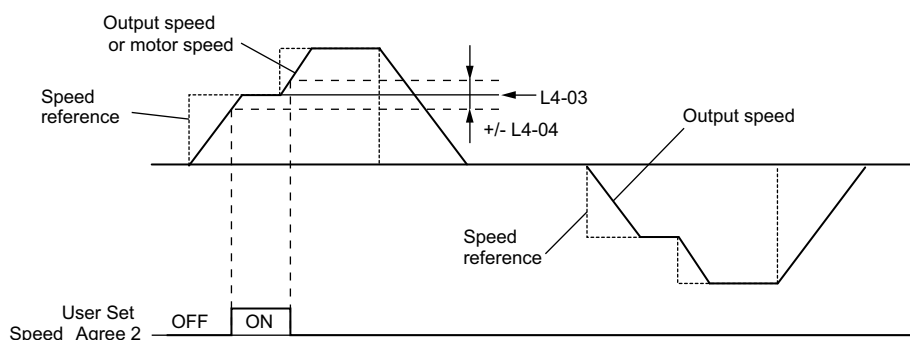 Output speed
or motor speed
Speed
reference
L4-03
+/- L4-04
Output speed
Speed
reference
User Set
Speed Agree 2
OFF
ON